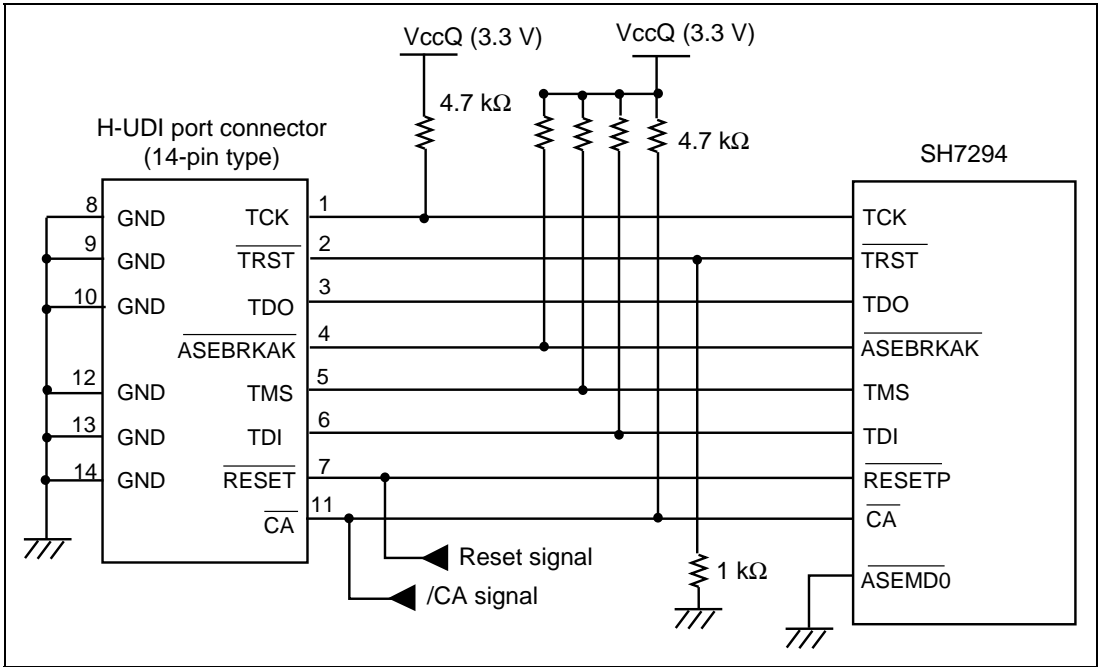 VccQ (3.3 V)
VccQ (3.3 V)
4.7 kΩ
4.7 kΩ
H-UDI port connector
(14-pin type)
SH7294
8 GND TCK 1 TCK
9 GND TRST 2 TRST
10 GND TDO 3 TDO
ASEBRKAK 4 ASEBRKAK
12 GND TMS 5 TMS
13 GND TDI 6 TDI
14 GND RESET 7 RESETP
CA 11 CA
Reset signal
/CA signal
1 kΩ
ASEMD0